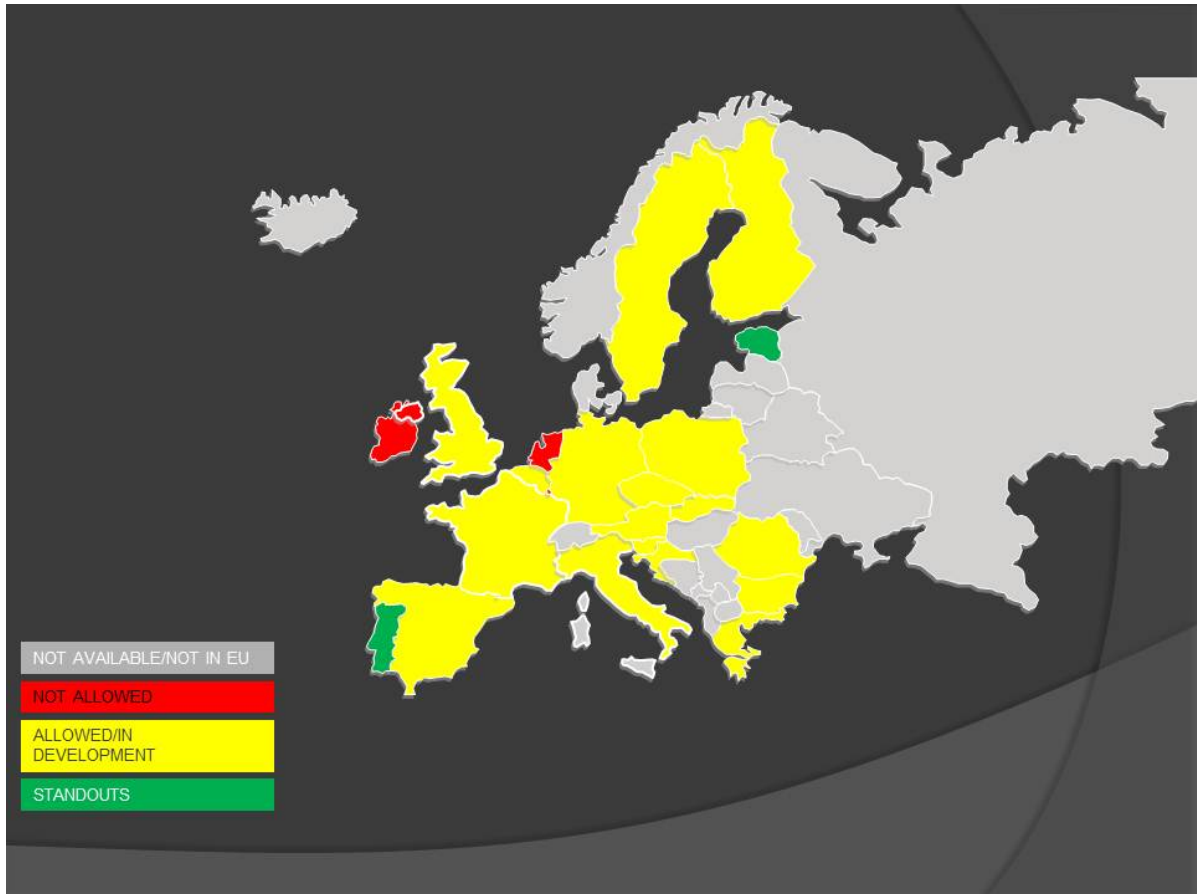 NOT AVAILABLE/NOT IN EU
NOT ALLOWED
ALLOWED/IN
DEVELOPMENT
STANDOUTS